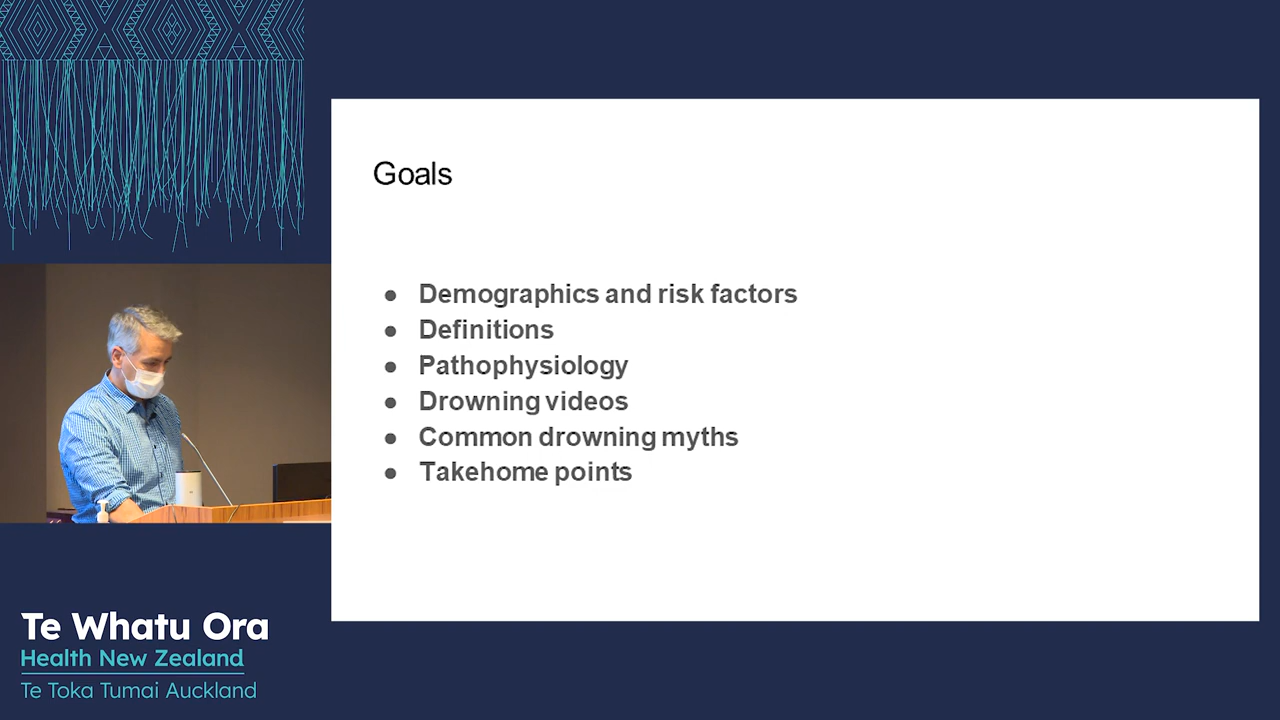 Goals
● Demographics and risk factors
● Definitions
● Pathophysiology
● Drowning videos
● Common drowning myths
● Takehome points
Te Whatu Ora
Health New Zealand
Te Toka Tumai Auckland